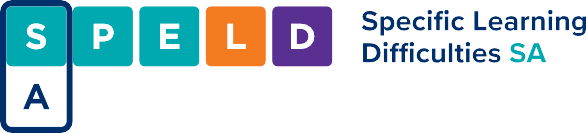 SPELD
A
Specific Learning
Difficulties SA